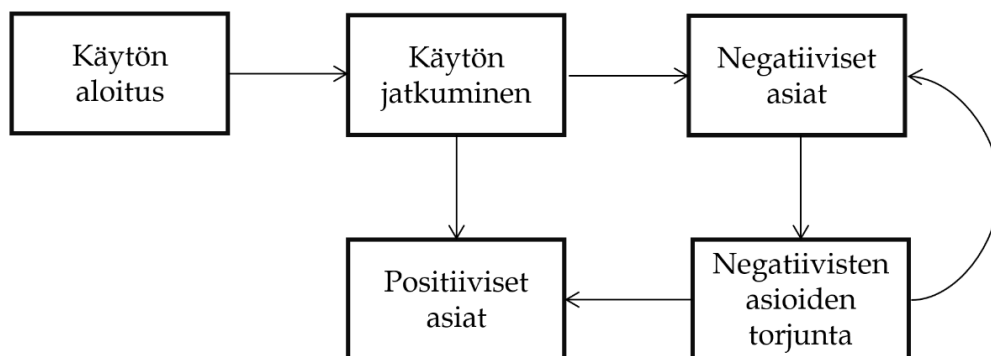 Käytön
aloitus
Käytön
jatkuminen
Negatiiviset
asiat
Positiiviset
asiat
Negatiivisten
asioiden
torjunta